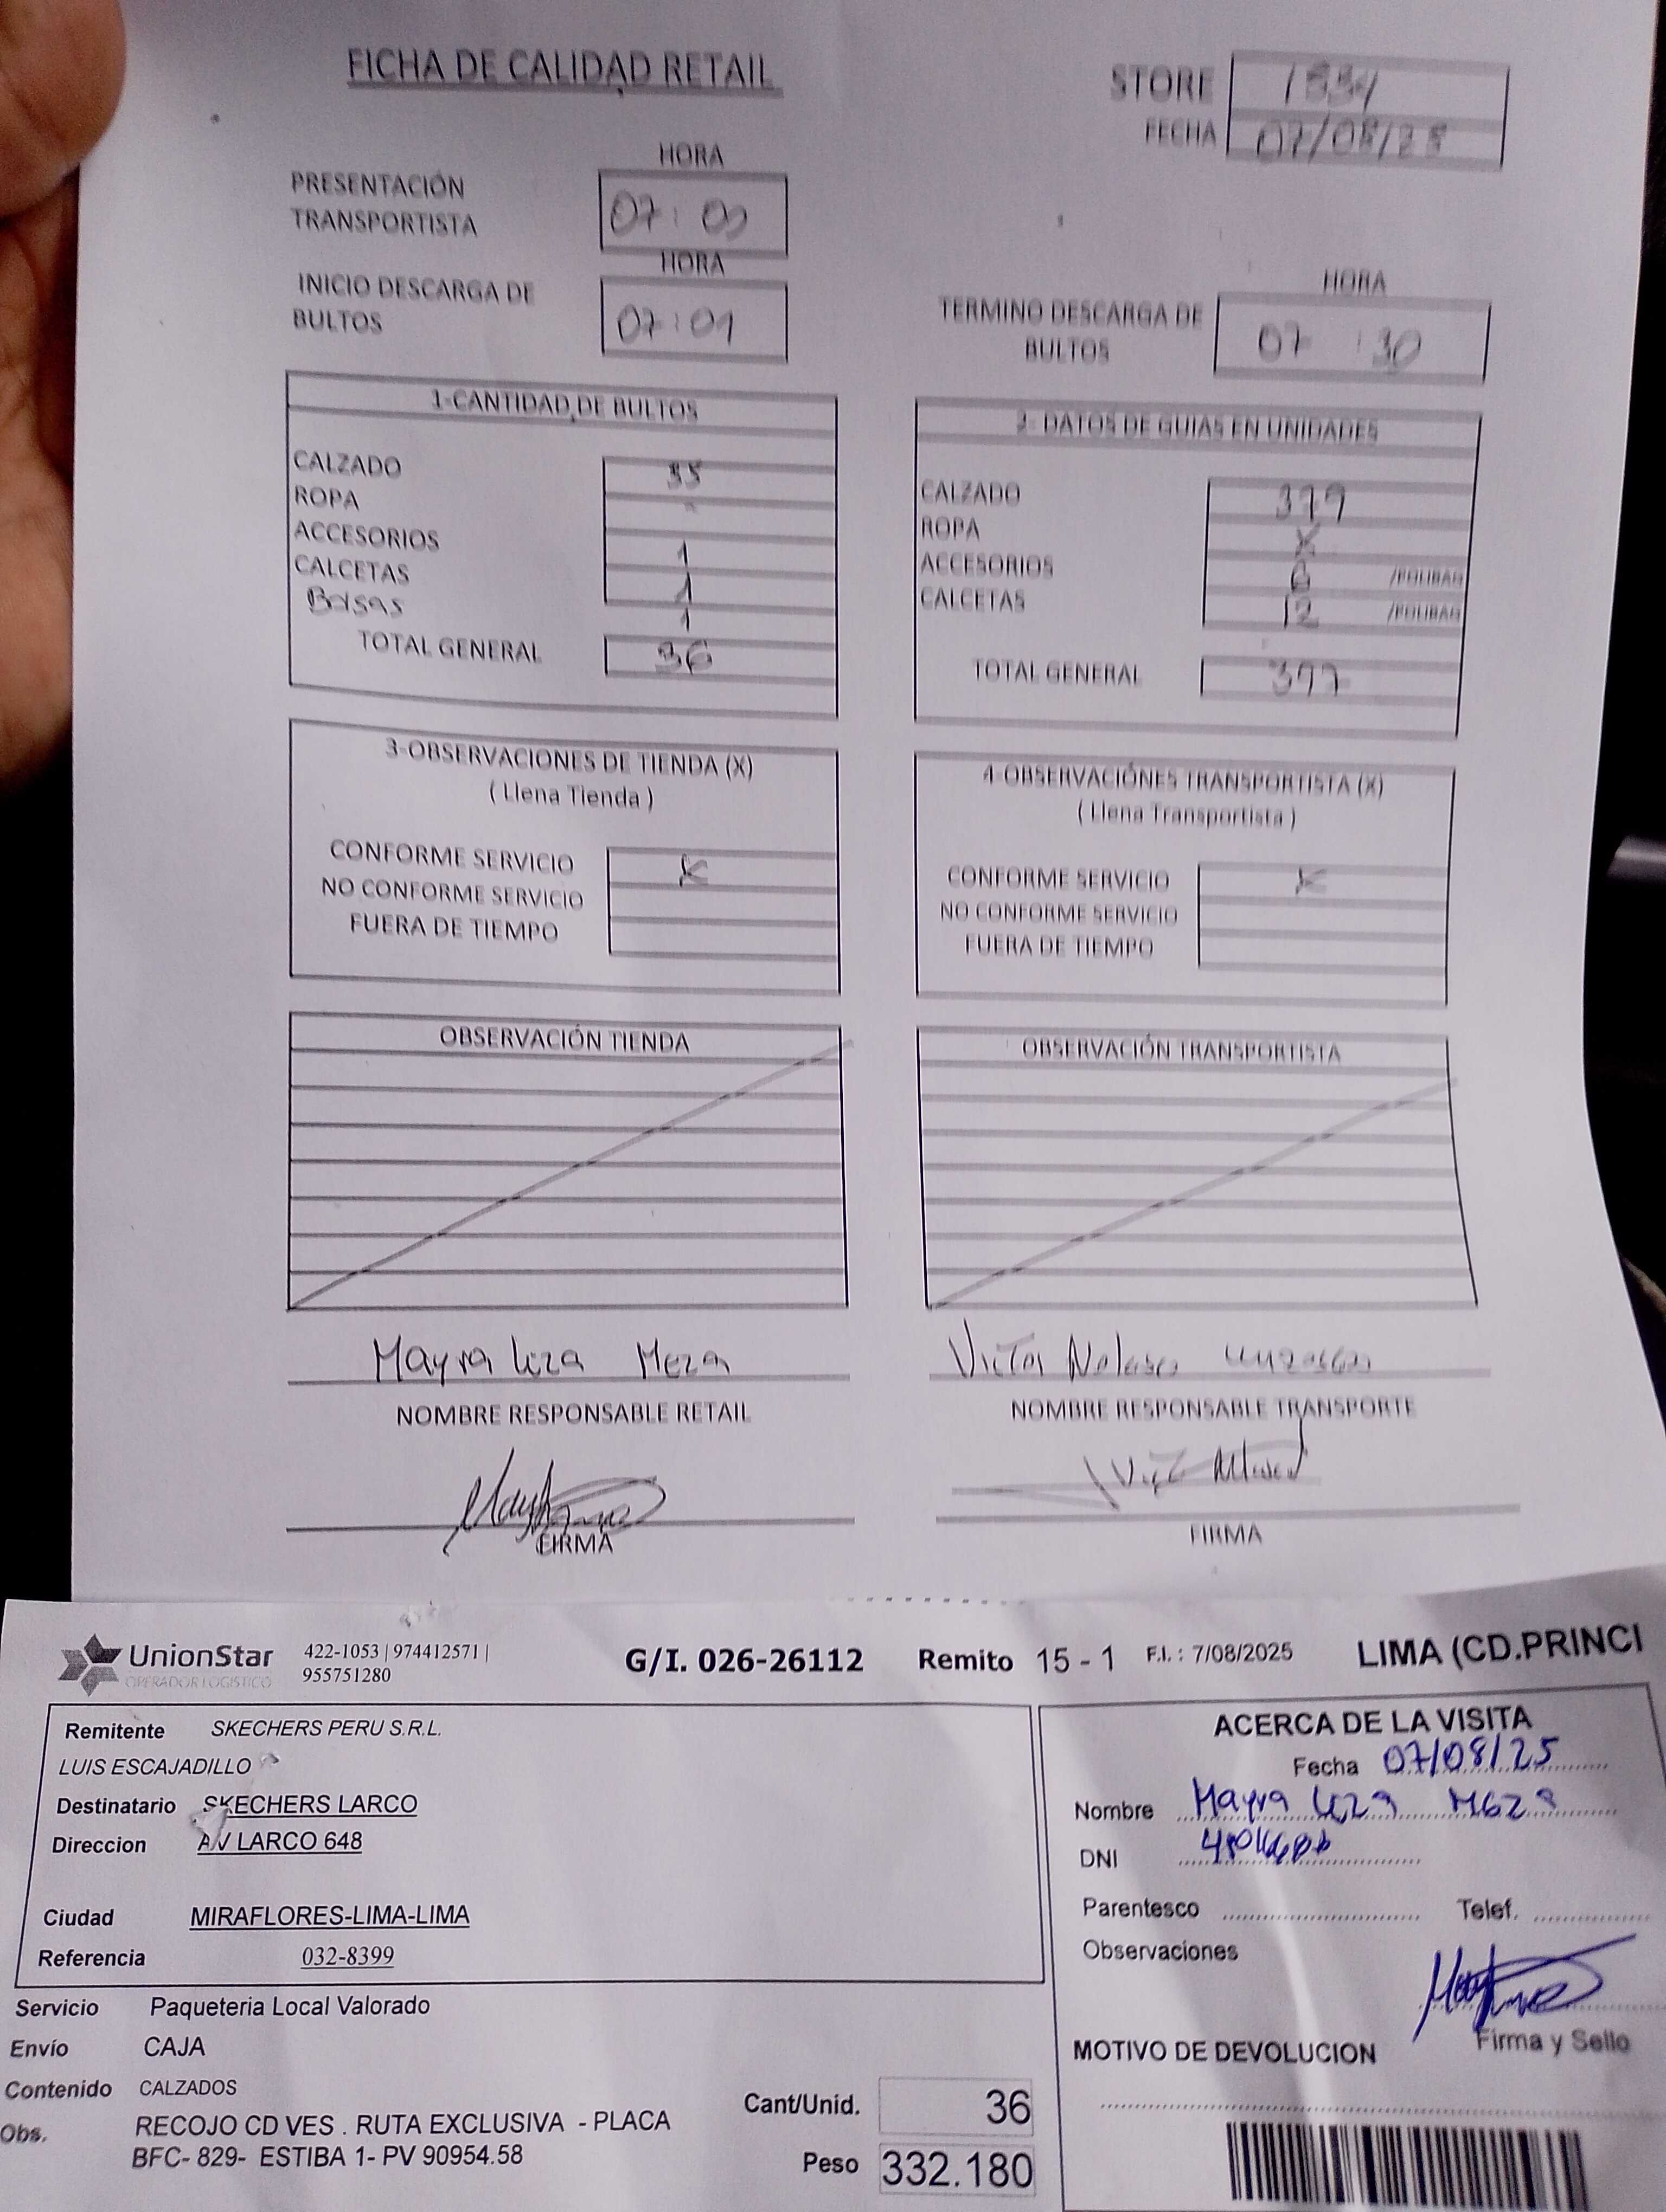 FICHA DE CALIDAD RETAIL
STORE 1334
FECHA 07/08/25
HORA
PRESENTACIÓN TRANSPORTISTA 07:00
HORA
INICIO DESCARGA DE BULTOS 07:01
HORA
TERMINO DESCARGA DE BULTOS 07:30
1-CANTIDAD DE BULTOS
CALZADO 35
ROPA -
ACCESORIOS 1
CALCETAS 1
Bolsas 1
TOTAL GENERAL 36
2- DATOS DE GUIAS EN UNIDADES
CALZADO 379
ROPA X
ACCESORIOS 6 /POLIBAG
CALCETAS 12 /POLIBAG
TOTAL GENERAL 397
3-OBSERVACIONES DE TIENDA (X)
( Llena Tienda )
CONFORME SERVICIO X
NO CONFORME SERVICIO
FUERA DE TIEMPO
4-OBSERVACIÓNES TRANSPORTISTA (X)
( Llena Transportista )
CONFORME SERVICIO X
NO CONFORME SERVICIO
FUERA DE TIEMPO
OBSERVACIÓN TIENDA
OBSERVACIÓN TRANSPORTISTA
Mayra Liza Meza
NOMBRE RESPONSABLE RETAIL
FIRMA
Victor Nolasco
NOMBRE RESPONSABLE TRANSPORTE
FIRMA
UnionStar
OPERADOR LOGISTICO
422-1053 | 974412571 |
955751280
G/I. 026-26112 Remito 15 - 1 F.I. : 7/08/2025 LIMA (CD.PRINCI
Remitente SKECHERS PERU S.R.L.
LUIS ESCAJADILLO
Destinatario SKECHERS LARCO
Direccion AV LARCO 648
Ciudad MIRAFLORES-LIMA-LIMA
Referencia 032-8399
Servicio Paqueteria Local Valorado
Envío CAJA
Contenido CALZADOS
Obs. RECOJO CD VES . RUTA EXCLUSIVA - PLACA
BFC- 829- ESTIBA 1- PV 90954.58
Cant/Unid. 36
Peso 332.180
ACERCA DE LA VISITA
Fecha 07/08/25
Nombre Mayra Liza Meza
DNI
Parentesco Telef.
Observaciones
Firma y Sello
MOTIVO DE DEVOLUCION